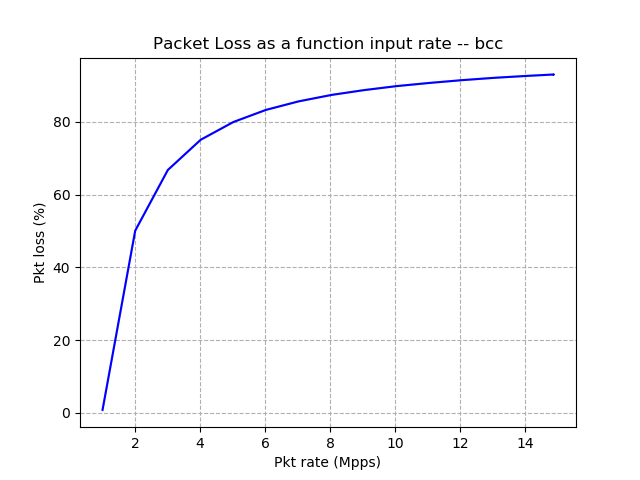 Packet Loss as a function input rate -- bcc
80
60
40
20
0
Pkt loss (%)
2 4 6 8 10 12 14
Pkt rate (Mpps)